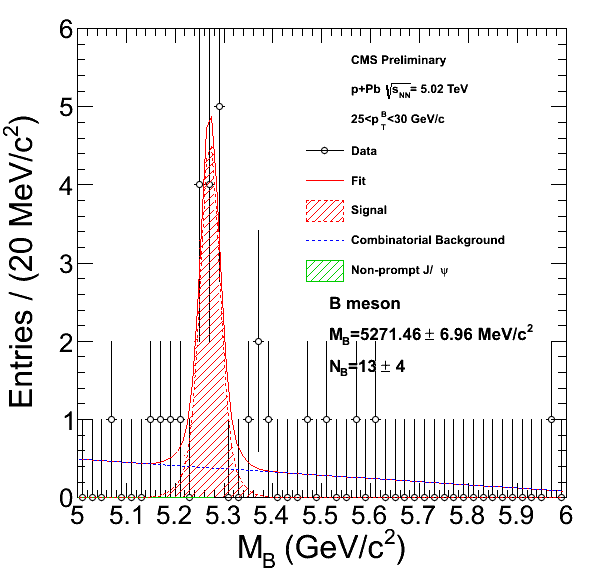 CMS Preliminary
p+Pb √sNN= 5.02 TeV
25<pTB<30 GeV/c
Data
Fit
Signal
Combinatorial Background
Non-prompt J/ ψ
B meson
MB=5271.46 ± 6.96 MeV/c2
NB=13 ± 4
Entries / (20 MeV/c2)
6
5
4
3
2
1
0
5 5.1 5.2 5.3 5.4 5.5 5.6 5.7 5.8 5.9 6
MB (GeV/c2)